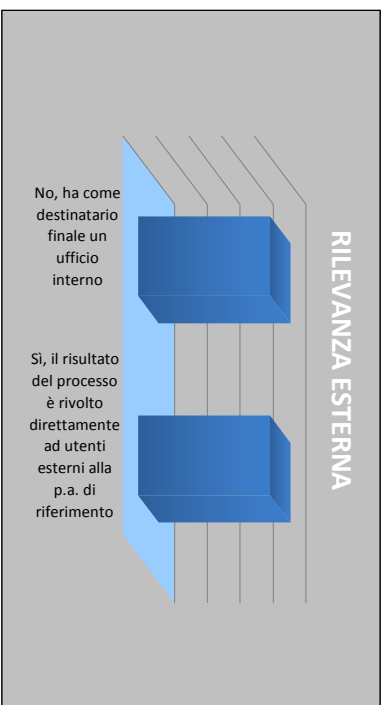 RILEVANZA ESTERNA
No, ha come
destinatario
finale un
ufficio
interno
Sì, il risultato
del processo
è rivolto
direttamente
ad utenti
esterni alla
p.a. di
riferimento